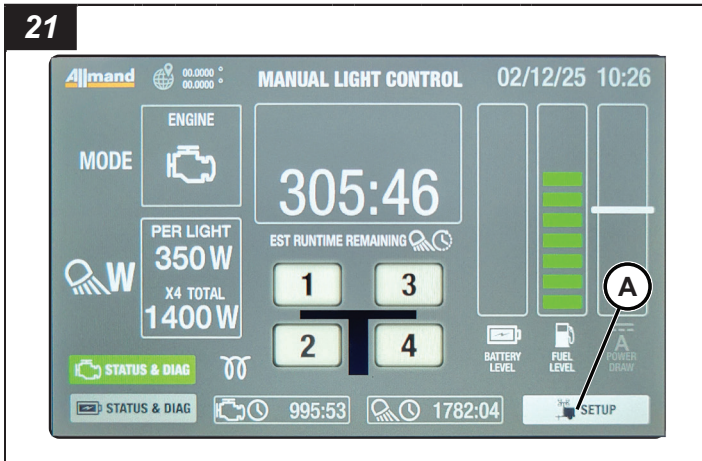 21
Allmand 00.0000 ° 00.0000 ° MANUAL LIGHT CONTROL 02/12/25 10:26
MODE
ENGINE
305:46
EST RUNTIME REMAINING
W
PER LIGHT
350 W
X4 TOTAL
1400 W
1 3
2 4
BATTERY LEVEL
FUEL LEVEL
A
POWER DRAW
A
STATUS & DIAG
STATUS & DIAG 995:53 1782:04 SETUP